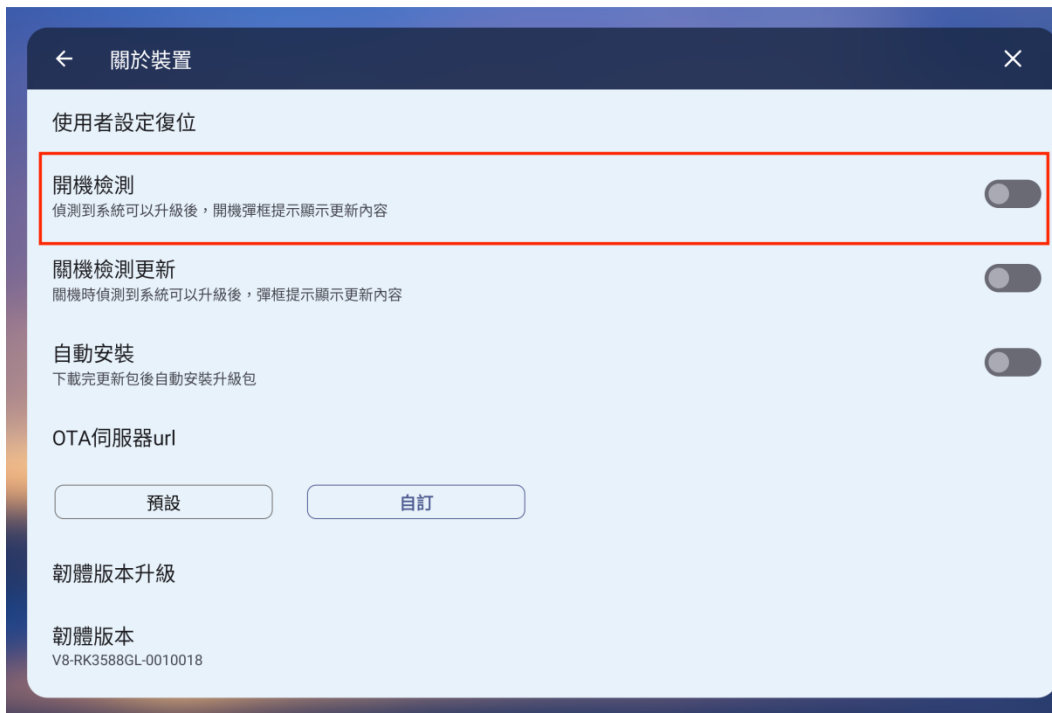 關於裝置
使用者設定復位
開機檢測
偵測到系統可以升級後，開機彈框提示顯示更新內容
關機檢測更新
關機時偵測到系統可以升級後，彈框提示顯示更新內容
自動安裝
下載完更新包後自動安裝升級包
OTA伺服器url
預設
自訂
韌體版本升級
韌體版本
V8-RK3588GL-0010018